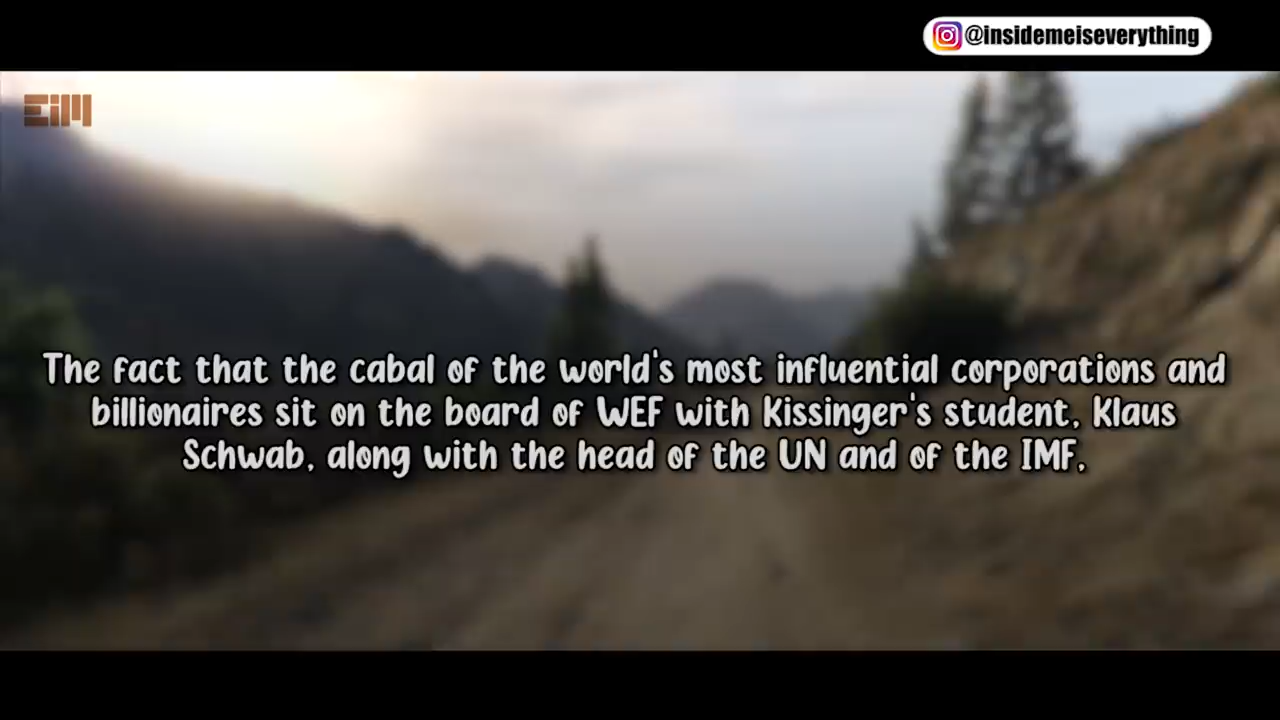 @insidemeiseverything
EiM
The fact that the cabal of the world's most influential corporations and
billionaires sit on the board of WEF with Kissinger's student, Klaus
Schwab, along with the head of the UN and of the IMF,